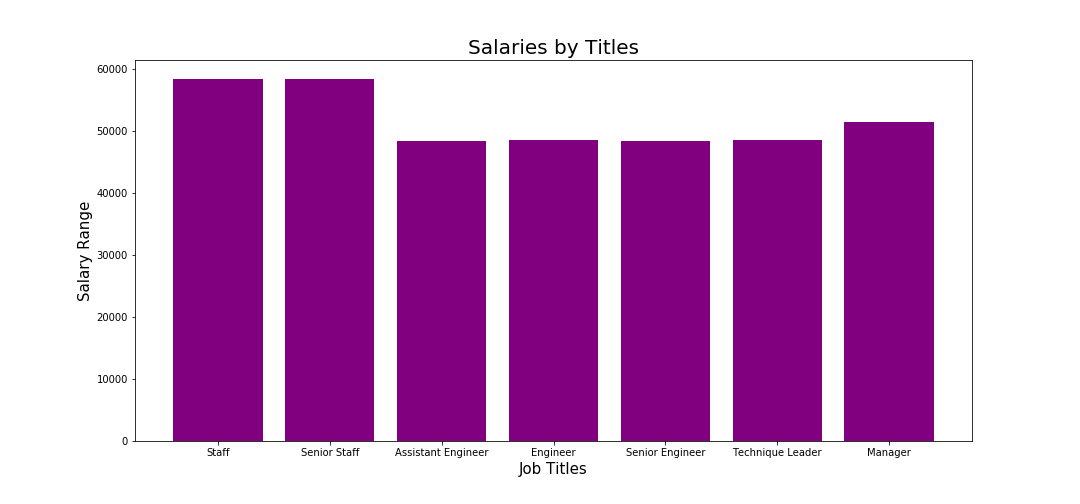 Salaries by Titles
60000
50000
40000
30000
20000
10000
0
Salary Range
Staff Senior Staff Assistant Engineer Engineer Senior Engineer Technique Leader Manager
Job Titles